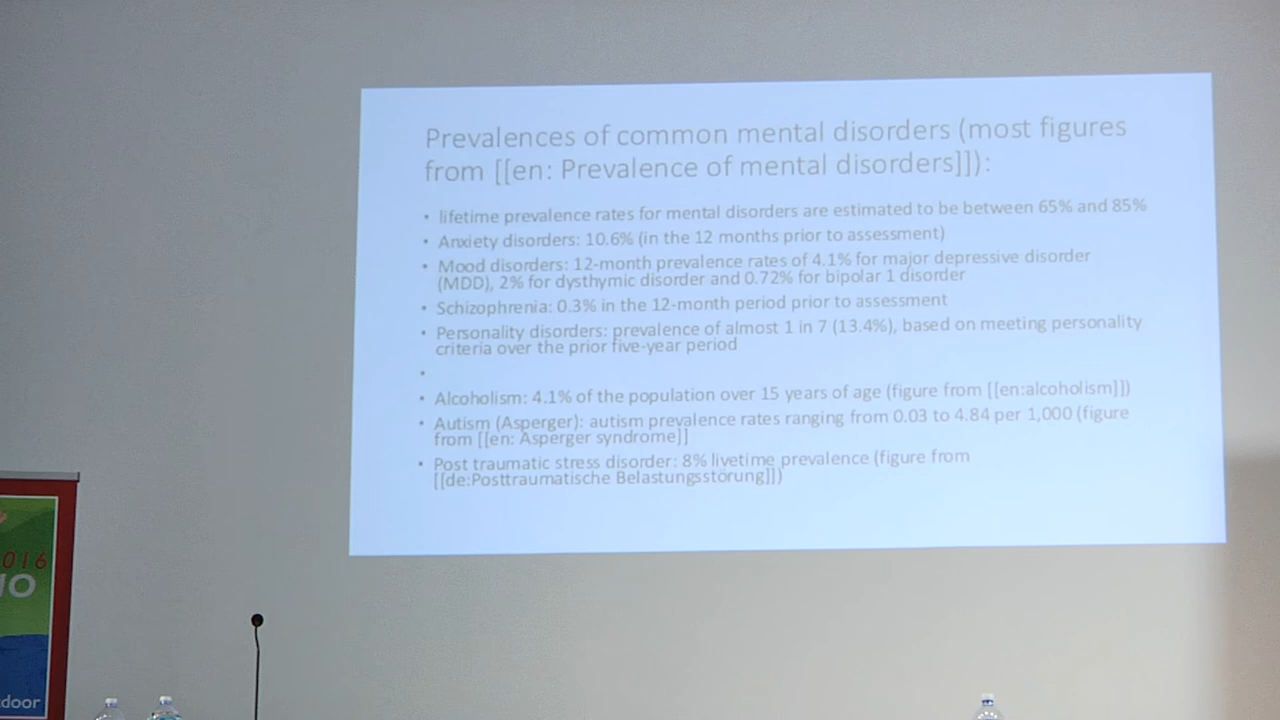 Prevalences of common mental disorders (most figures
from [[en: Prevalence of mental disorders]]):
• lifetime prevalence rates for mental disorders are estimated to be between 65% and 85%
• Anxiety disorders: 10.6% (in the 12 months prior to assessment)
• Mood disorders: 12-month prevalence rates of 4.1% for major depressive disorder
(MDD), 2% for dysthymic disorder and 0.72% for bipolar 1 disorder
• Schizophrenia: 0.3% in the 12-month period prior to assessment
• Personality disorders: prevalence of almost 1 in 7 (13.4%), based on meeting personality
criteria over the prior five-year period
•
• Alcoholism: 4.1% of the population over 15 years of age (figure from [[en:alcoholism]])
• Autism (Asperger): autism prevalence rates ranging from 0.03 to 4.84 per 1,000 (figure
from [[en: Asperger syndrome]]
• Post traumatic stress disorder: 8% livetime prevalence (figure from
[[de:Posttraumatische Belastungsstörung]])
016
IO
door